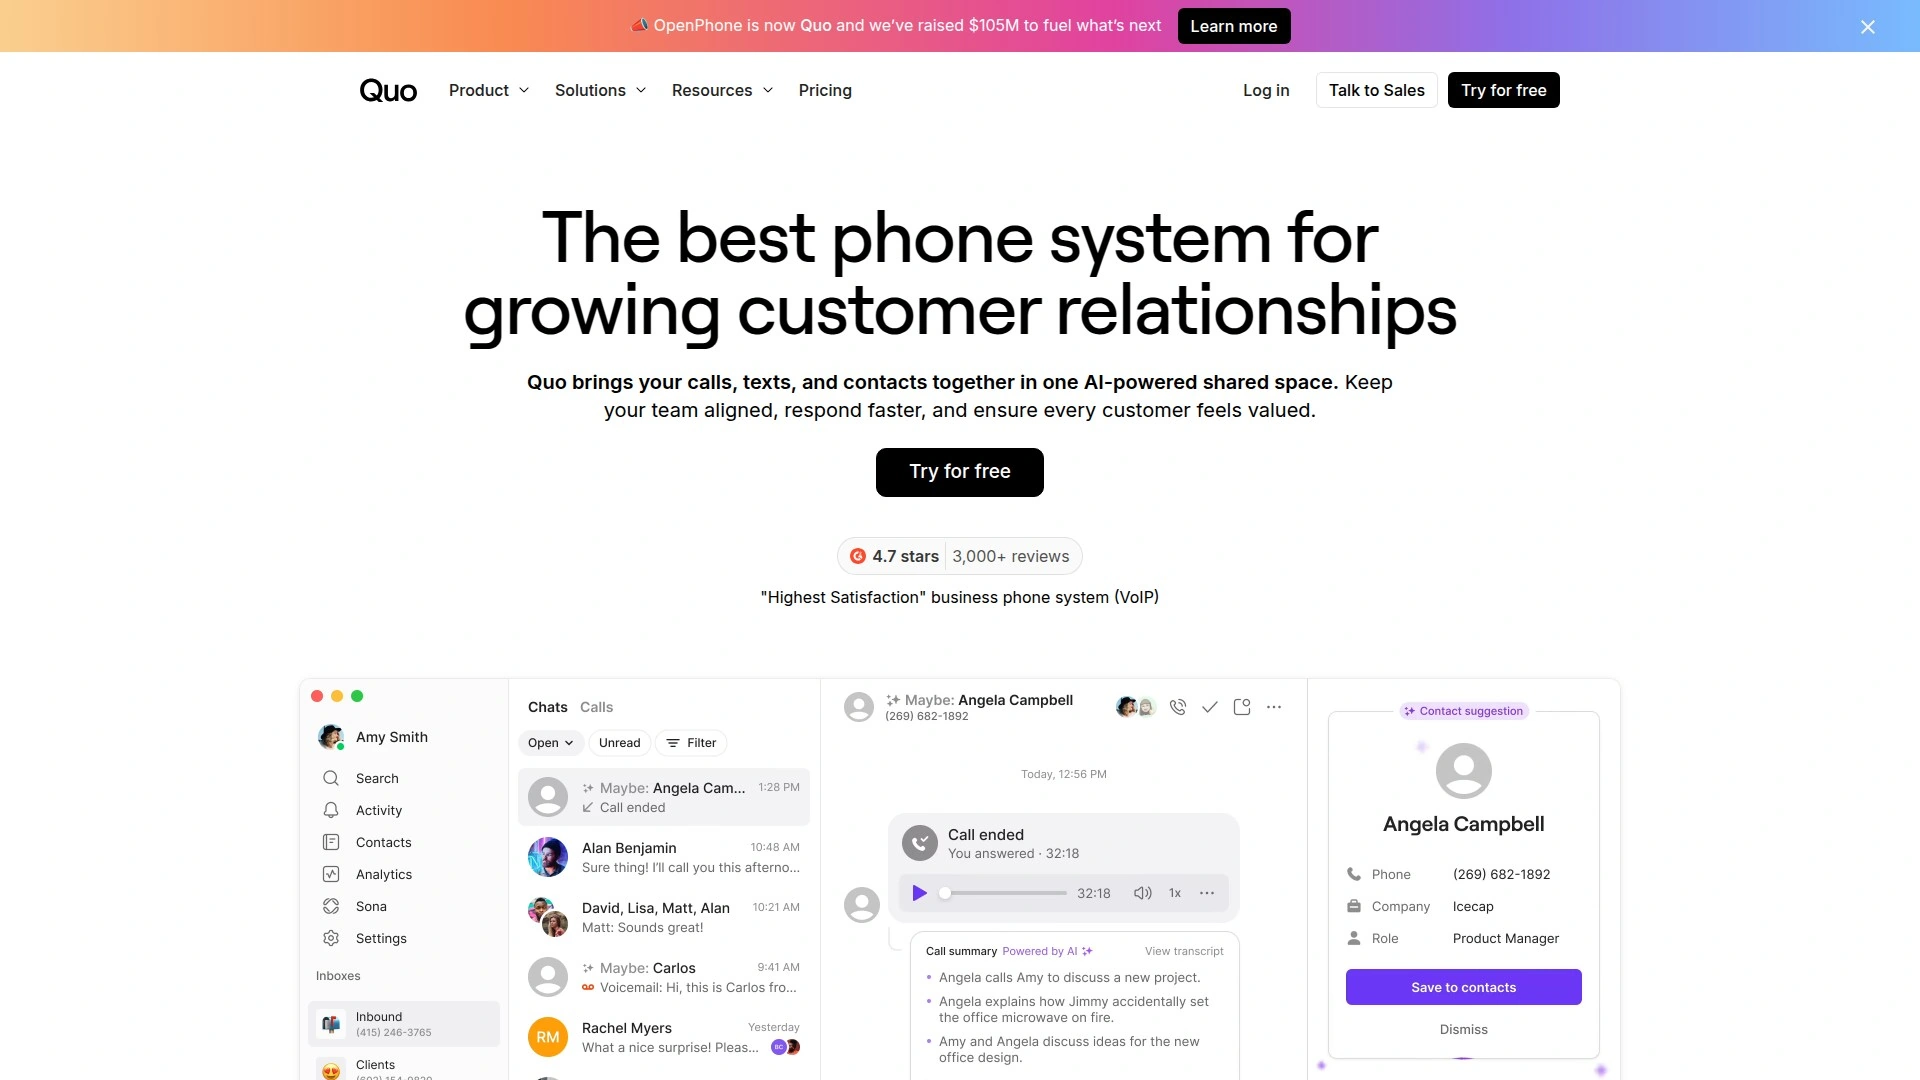 📣 OpenPhone is now Quo and we've raised $105M to fuel what's next
Learn more
Quo
Product
Solutions
Resources
Pricing
Log in
Talk to Sales
Try for free
The best phone system for
growing customer relationships
Quo brings your calls, texts, and contacts together in one AI-powered shared space. Keep
your team aligned, respond faster, and ensure every customer feels valued.
Try for free
4.7 stars
3,000+ reviews
"Highest Satisfaction" business phone system (VoIP)
Amy Smith
Search
Activity
Contacts
Analytics
Sona
Settings
Inboxes
Inbound
(415) 246-3765
Clients
Chats
Calls
Open
Unread
Filter
Maybe: Angela Cam...
1:28 PM
Call ended
Alan Benjamin
10:48 AM
Sure thing! I'll call you this afterno...
David, Lisa, Matt, Alan
10:21 AM
Matt: Sounds great!
Maybe: Carlos
9:41 AM
Voicemail: Hi, this is Carlos fro...
RM
Rachel Myers
Yesterday
What a nice surprise! Pleas...
BC
Maybe: Angela Campbell
(269) 682-1892
Today, 12:56 PM
Call ended
You answered · 32:18
32:18
1x
Call summary Powered by AI
View transcript
• Angela calls Amy to discuss a new project.
• Angela explains how Jimmy accidentally set
the office microwave on fire.
• Amy and Angela discuss ideas for the new
office design.
Contact suggestion
Angela Campbell
Phone
(269) 682-1892
Company
Icecap
Role
Product Manager
Save to contacts
Dismiss